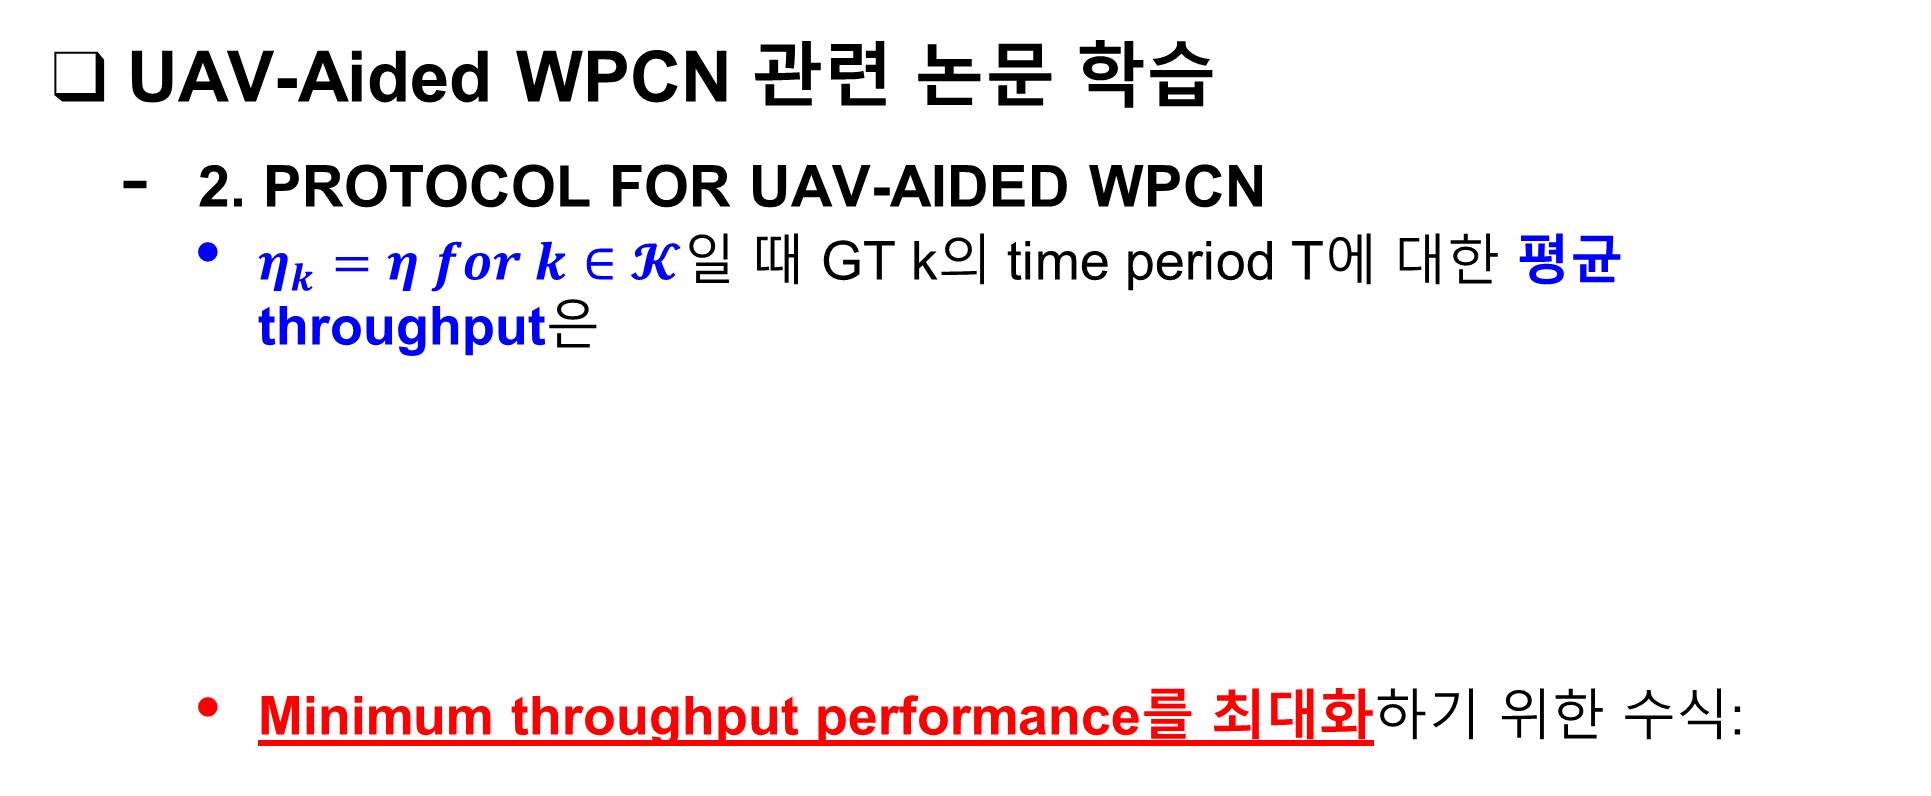 ❑ UAV-Aided WPCN 관련 논문 학습
- 2. PROTOCOL FOR UAV-AIDED WPCN
• 𝜼ₖ = 𝜼 𝒇𝒐𝒓 𝒌 ∈ 𝓚일 때 GT k의 time period T에 대한 평균
throughput은
• Minimum throughput performance를 최대화하기 위한 수식: